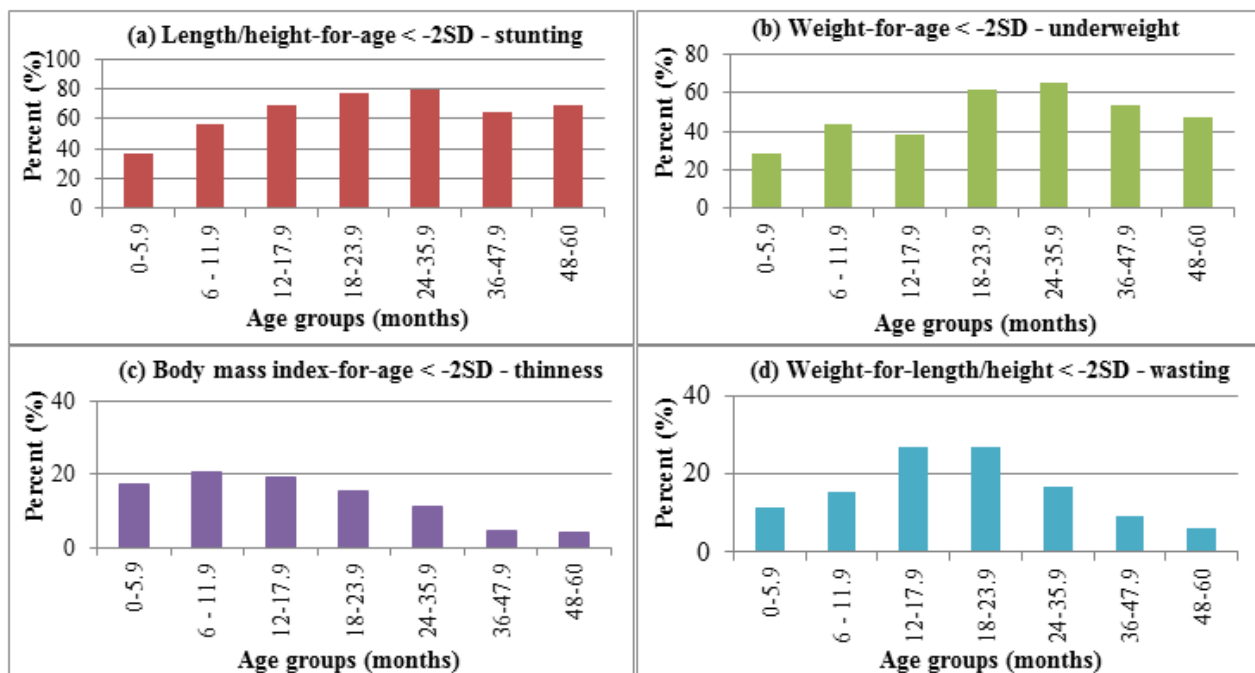 (a) Length/height-for-age < -2SD - stunting
Percent (%)
100
80
60
40
20
0
0-5.9
6 - 11.9
12-17.9
18-23.9
24-35.9
36-47.9
48-60
Age groups (months)
(b) Weight-for-age < -2SD - underweight
Percent (%)
80
60
40
20
0
0-5.9
6 - 11.9
12-17.9
18-23.9
24-35.9
36-47.9
48-60
Age groups (months)
(c) Body mass index-for-age < -2SD - thinness
Percent (%)
40
20
0
0-5.9
6 - 11.9
12-17.9
18-23.9
24-35.9
36-47.9
48-60
Age groups (months)
(d) Weight-for-length/height < -2SD - wasting
Percent (%)
40
20
0
0-5.9
6 - 11.9
12-17.9
18-23.9
24-35.9
36-47.9
48-60
Age groups (months)